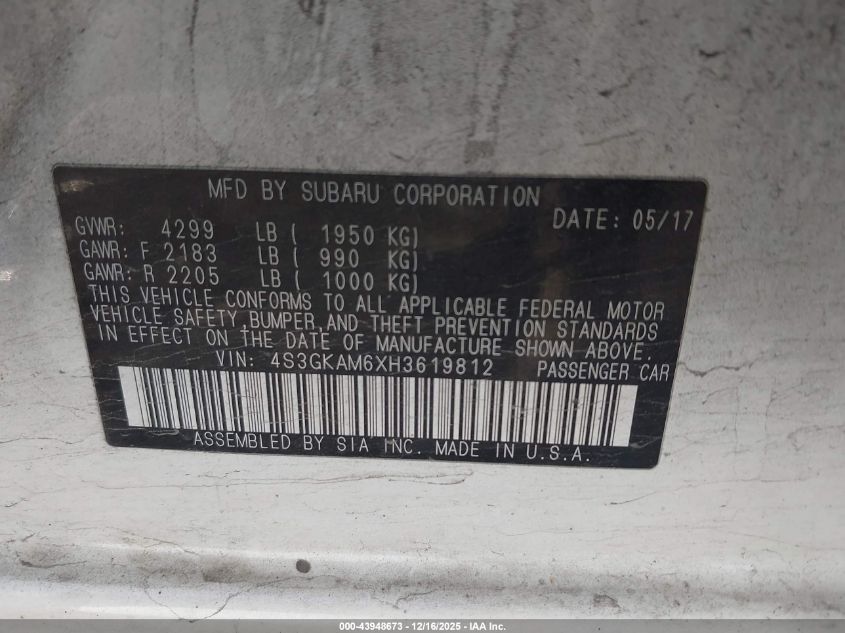 MFD BY SUBARU CORPORATION
DATE: 05/17
GVWR: 4299 LB ( 1950 KG)
GAWR: F 2183 LB ( 990 KG)
GAWR: R 2205 LB ( 1000 KG)
THIS VEHICLE CONFORMS TO ALL APPLICABLE FEDERAL MOTOR
VEHICLE SAFETY,BUMPER,AND THEFT PREVENTION STANDARDS
IN EFFECT ON THE DATE OF MANUFACTURE SHOWN ABOVE.
VIN: 4S3GKAM6XH3619812 PASSENGER CAR
ASSEMBLED BY SIA INC. MADE IN U.S.A.
000-43948673 - 12/16/2025 - IAA Inc.